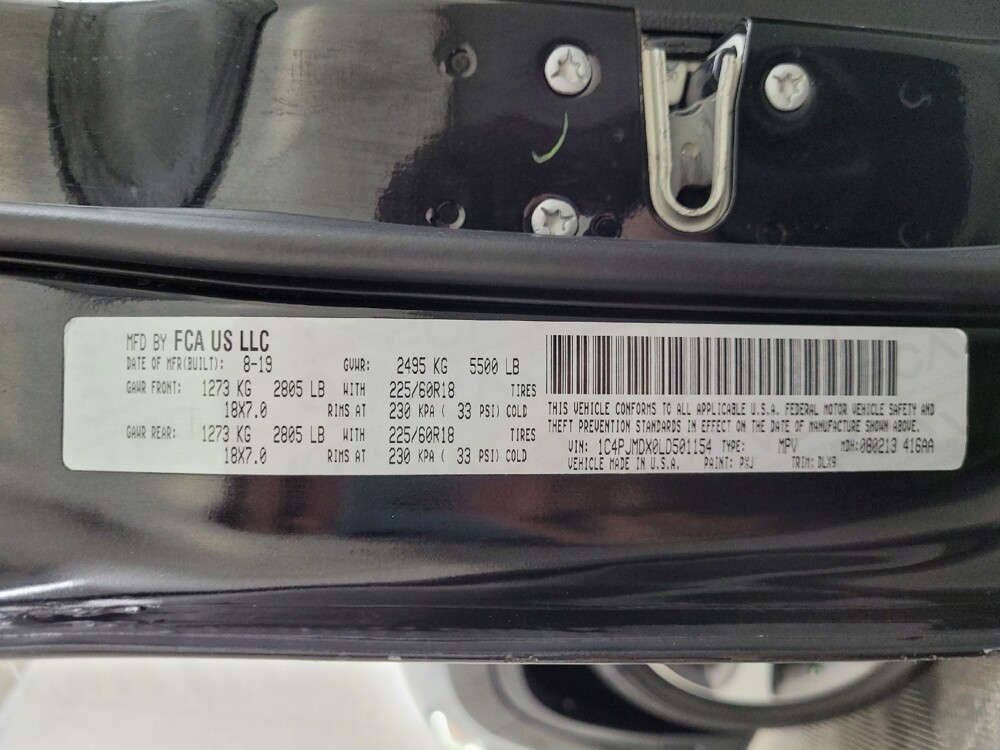 MFD BY FCA US LLC
DATE OF MFR(BUILT): 8-19 GVWR: 2495 KG 5500 LB
GAWR FRONT: 1273 KG 2805 LB WITH 225/60R18 TIRES
18X7.0 RIMS AT 230 KPA ( 33 PSI) COLD
GAWR REAR: 1273 KG 2805 LB WITH 225/60R18 TIRES
18X7.0 RIMS AT 230 KPA ( 33 PSI) COLD
THIS VEHICLE CONFORMS TO ALL APPLICABLE U.S.A. FEDERAL MOTOR VEHICLE SAFETY AND
THEFT PREVENTION STANDARDS IN EFFECT ON THE DATE OF MANUFACTURE SHOWN ABOVE.
VIN: 1C4PJMDX0LD501154 TYPE: MPV MDH: 080213 416AA
VEHICLE MADE IN U.S.A. PAINT: PXJ TRIM: DLX9